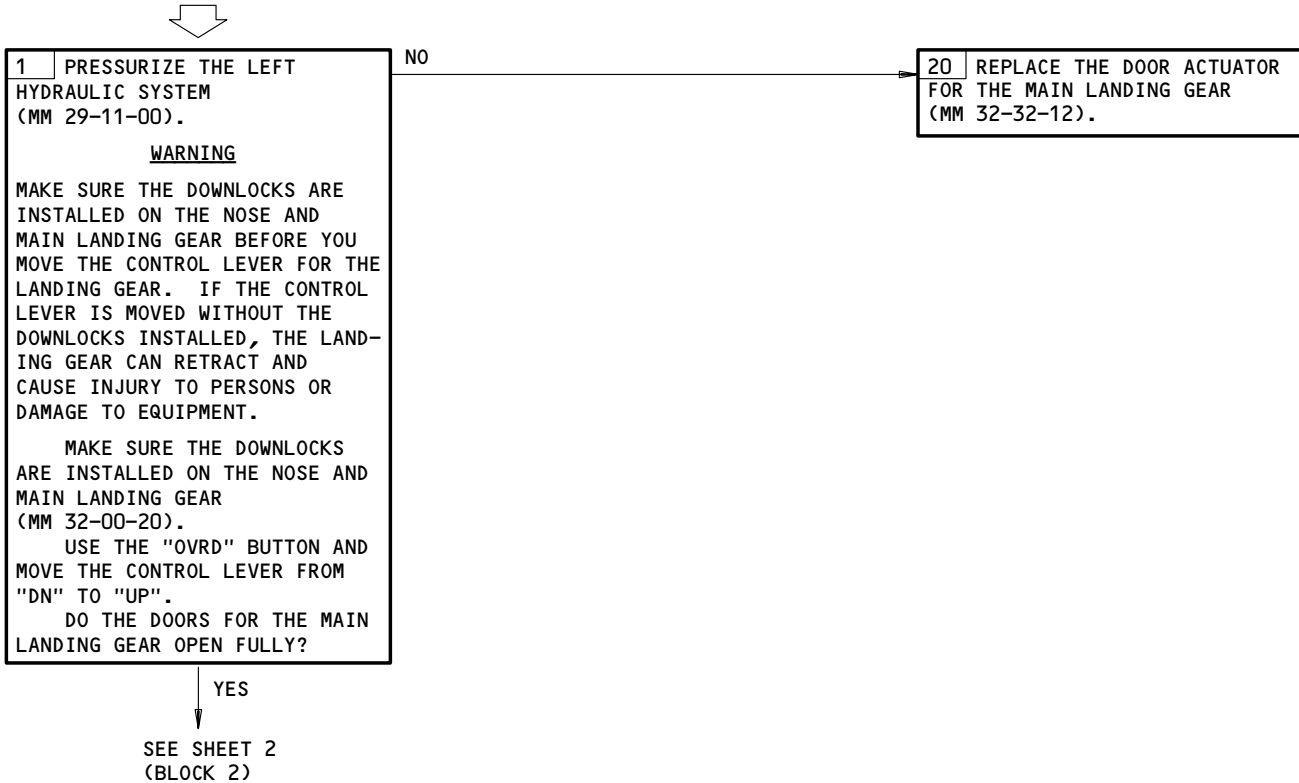 1 PRESSURIZE THE LEFT
HYDRAULIC SYSTEM
(MM 29-11-00).
WARNING
MAKE SURE THE DOWNLOCKS ARE
INSTALLED ON THE NOSE AND
MAIN LANDING GEAR BEFORE YOU
MOVE THE CONTROL LEVER FOR THE
LANDING GEAR. IF THE CONTROL
LEVER IS MOVED WITHOUT THE
DOWNLOCKS INSTALLED, THE LAND-
ING GEAR CAN RETRACT AND
CAUSE INJURY TO PERSONS OR
DAMAGE TO EQUIPMENT.
MAKE SURE THE DOWNLOCKS
ARE INSTALLED ON THE NOSE AND
MAIN LANDING GEAR
(MM 32-00-20).
USE THE "OVRD" BUTTON AND
MOVE THE CONTROL LEVER FROM
"DN" TO "UP".
DO THE DOORS FOR THE MAIN
LANDING GEAR OPEN FULLY?
NO
20 REPLACE THE DOOR ACTUATOR
FOR THE MAIN LANDING GEAR
(MM 32-32-12).
YES
SEE SHEET 2
(BLOCK 2)